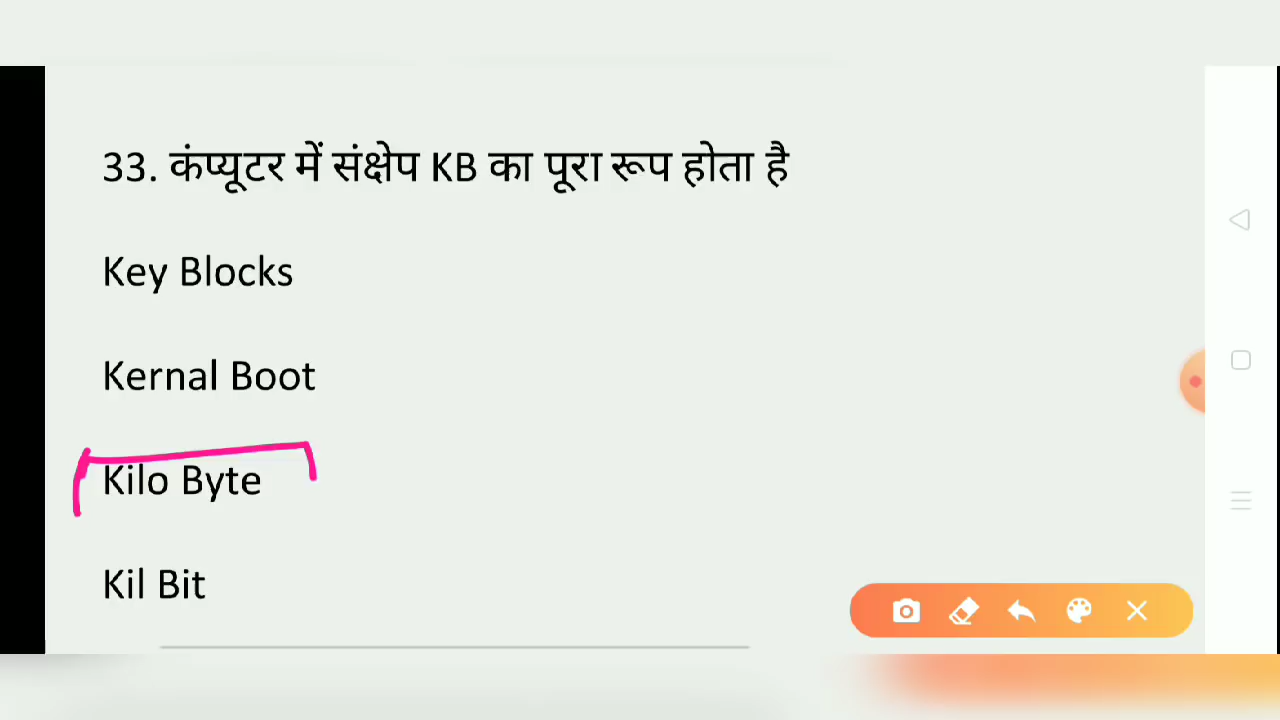 33. कंप्यूटर में संक्षेप KB का पूरा रूप होता है
Key Blocks
Kernal Boot
Kilo Byte
Kil Bit